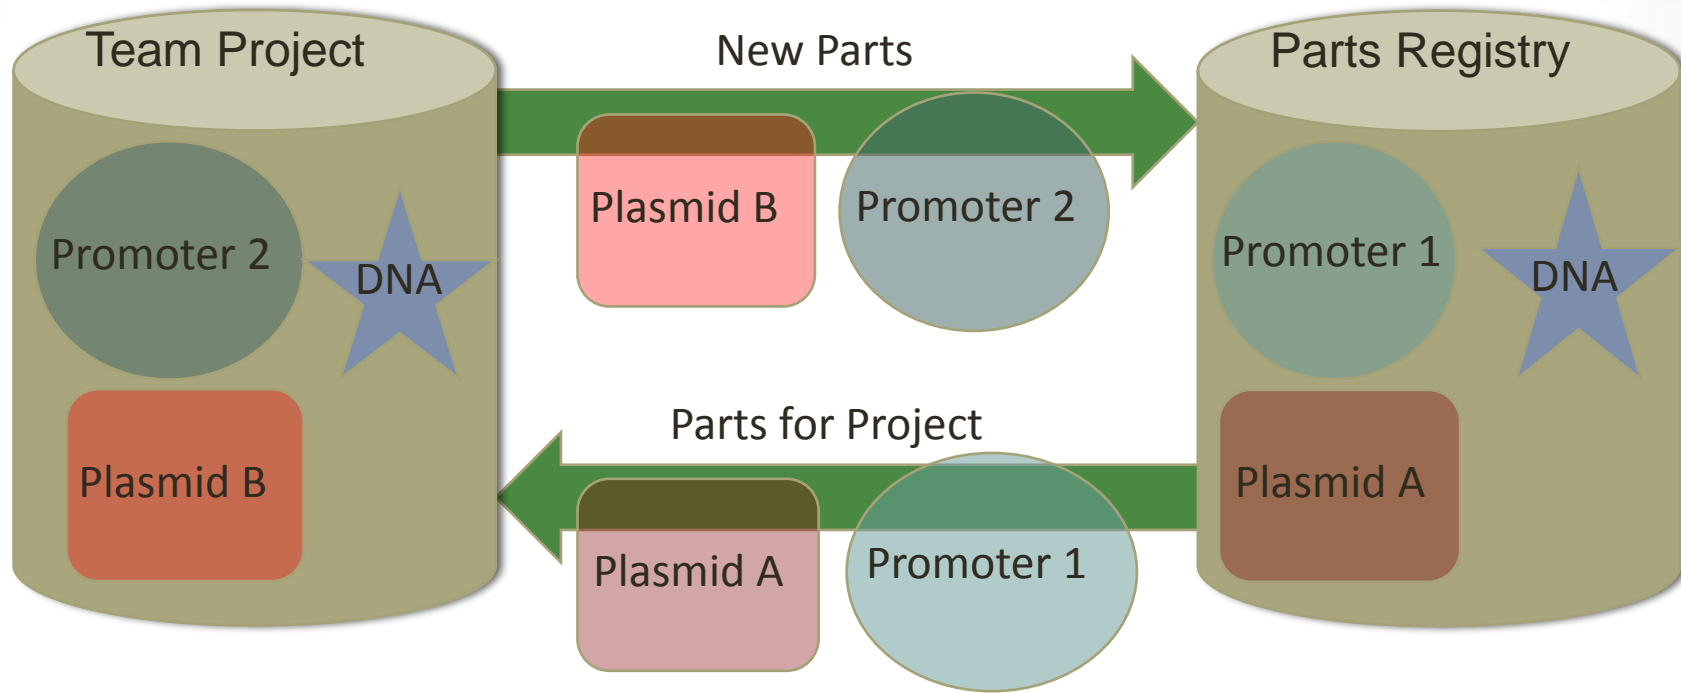 Team Project
New Parts
Parts Registry
Plasmid B
Promoter 2
Promoter 2
DNA
Promoter 1
DNA
Parts for Project
Plasmid B
Plasmid A
Promoter 1
Plasmid A